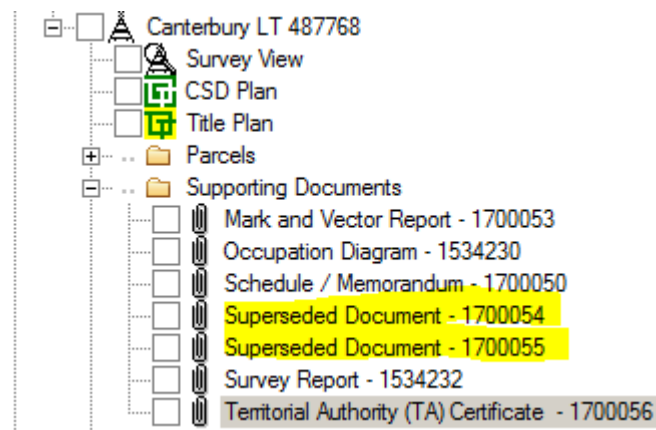 Canterbury LT 487768
Survey View
CSD Plan
Title Plan
Parcels
Supporting Documents
Mark and Vector Report - 1700053
Occupation Diagram - 1534230
Schedule / Memorandum - 1700050
Superseded Document - 1700054
Superseded Document - 1700055
Survey Report - 1534232
Territorial Authority (TA) Certificate - 1700056